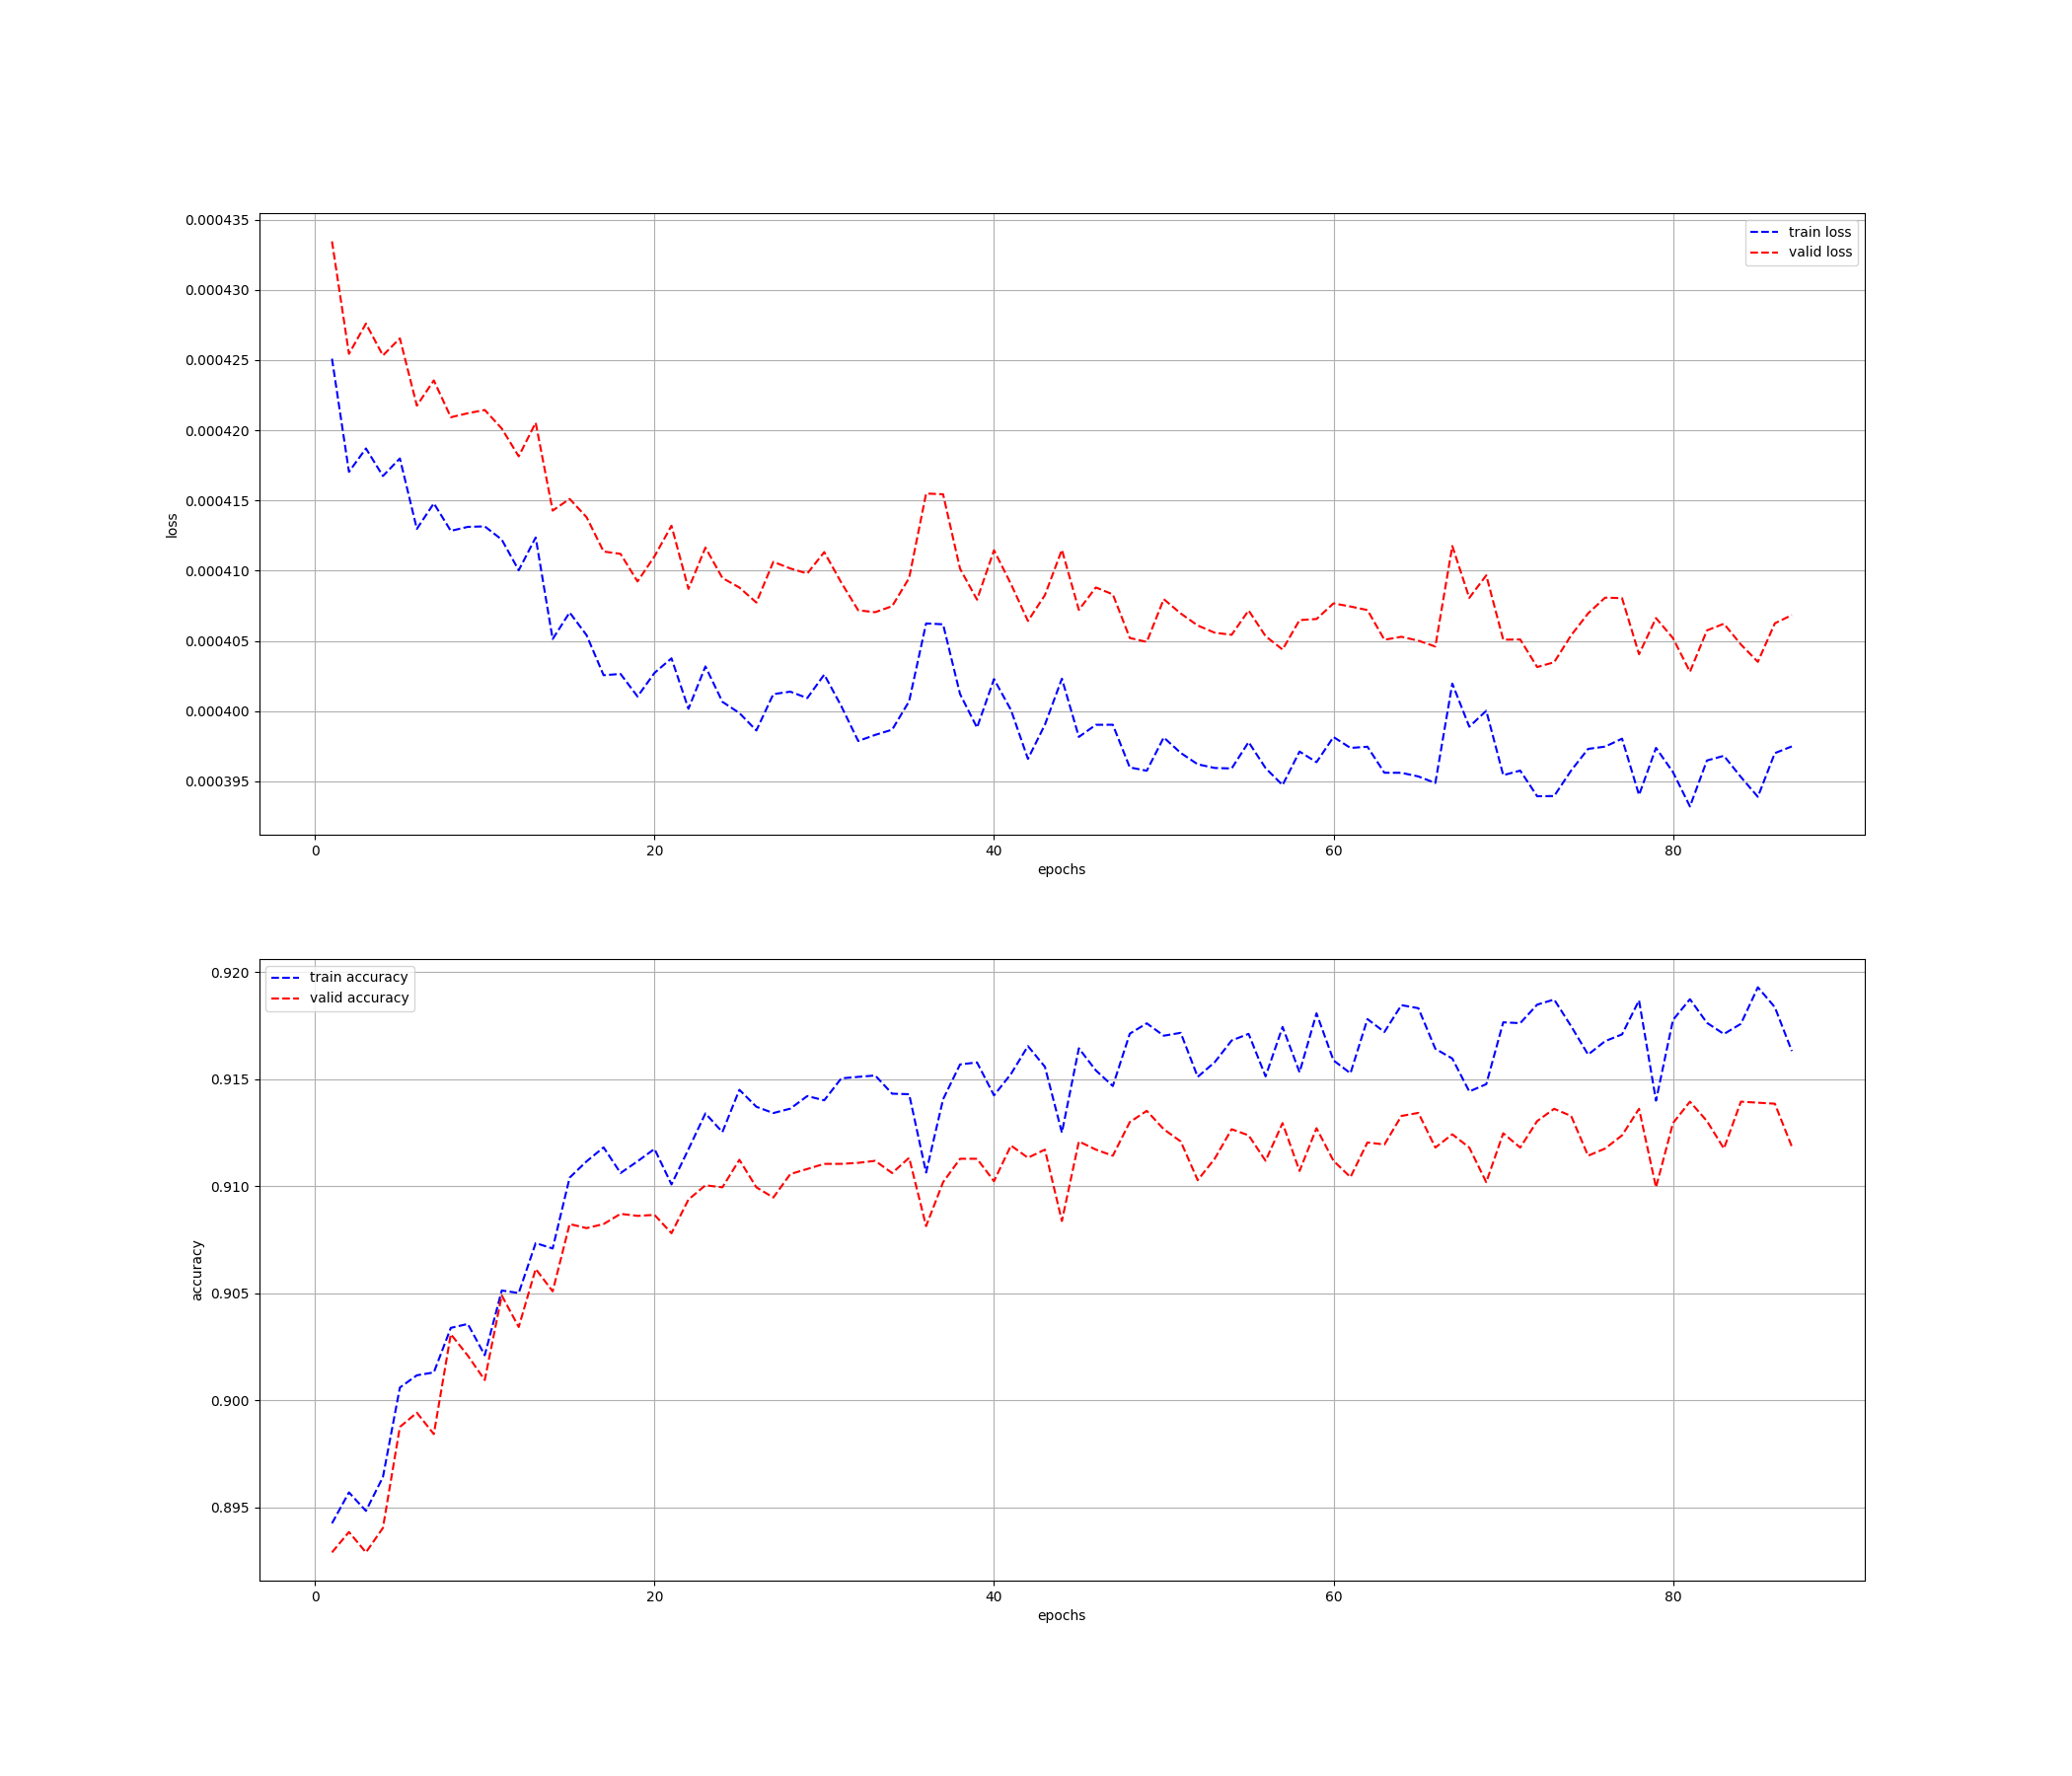 0.000435
train loss
valid loss
0.000430
0.000425
0.000420
0.000415
loss
0.000410
0.000405
0.000400
0.000395
0 20 40 60 80
epochs
0.920
train accuracy
valid accuracy
0.915
0.910
accuracy
0.905
0.900
0.895
0 20 40 60 80
epochs